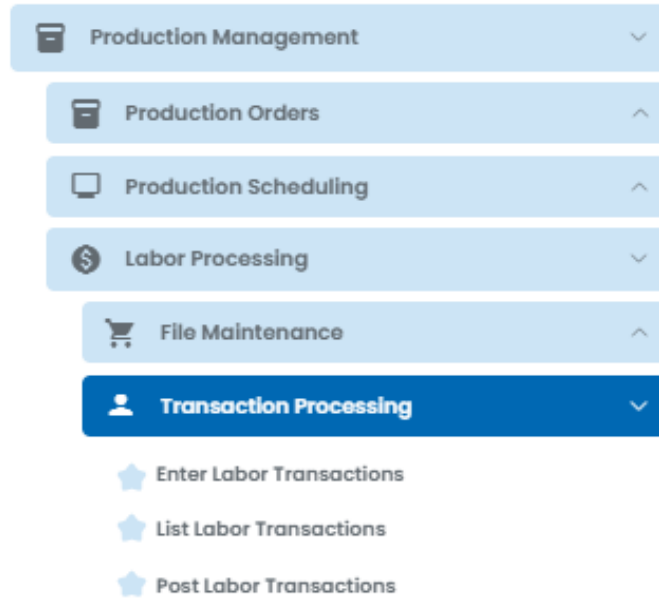 Production Management
Production Orders
Production Scheduling
Labor Processing
File Maintenance
Transaction Processing
Enter Labor Transactions
List Labor Transactions
Post Labor Transactions